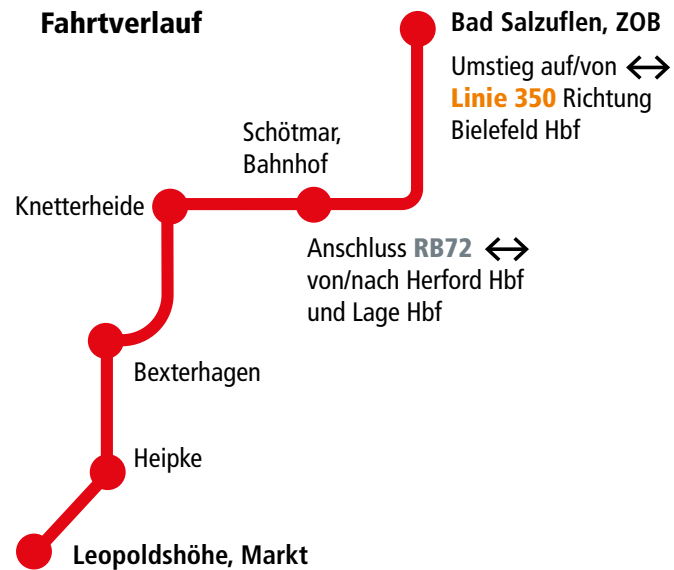 Fahrtverlauf
Bad Salzuflen, ZOB
Umstieg auf/von
Linie 350 Richtung
Bielefeld Hbf
Schötmar,
Bahnhof
Knetterheide
Anschluss RB72
von/nach Herford Hbf
und Lage Hbf
Bexterhagen
Heipke
Leopoldshöhe, Markt